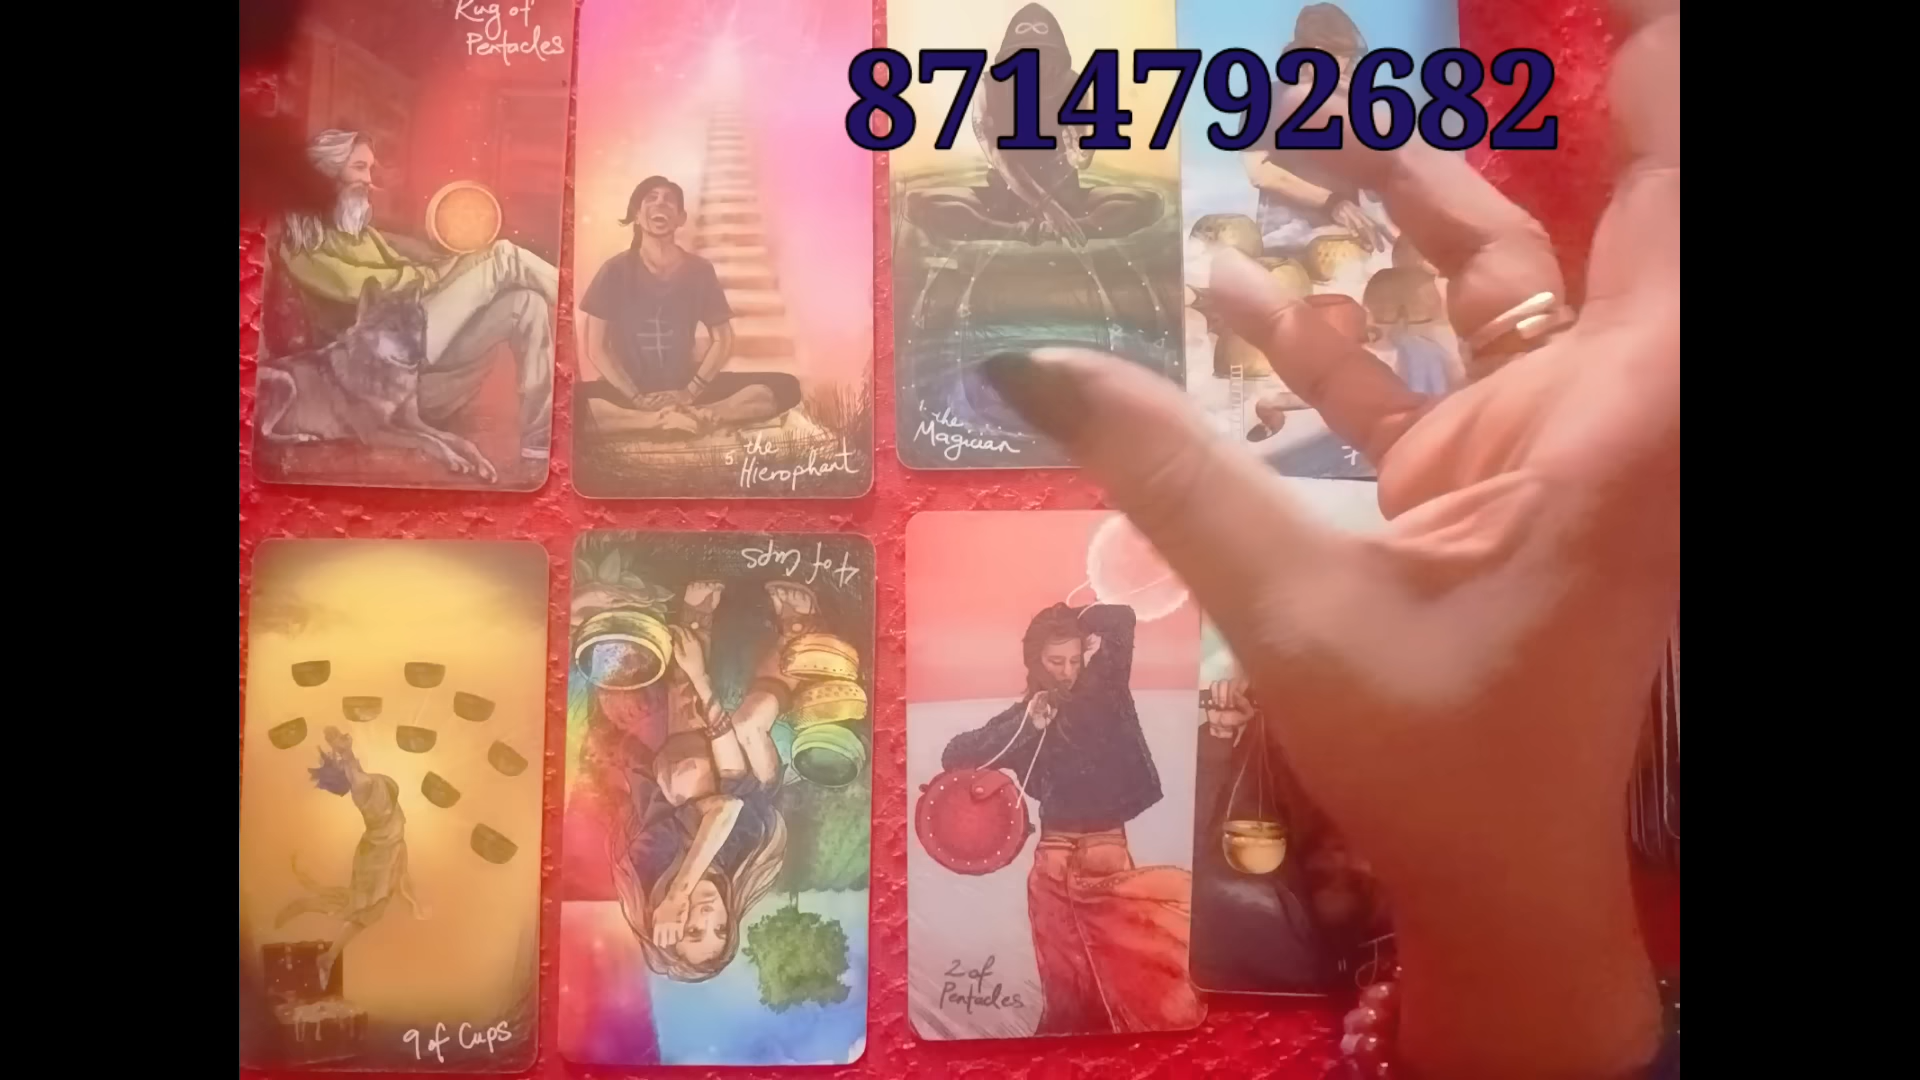 King of
Pentacles
8714792682
5. the
Hierophant
1. the
Magician
7
4 of Cups
9 of Cups
2 of
Pentacles